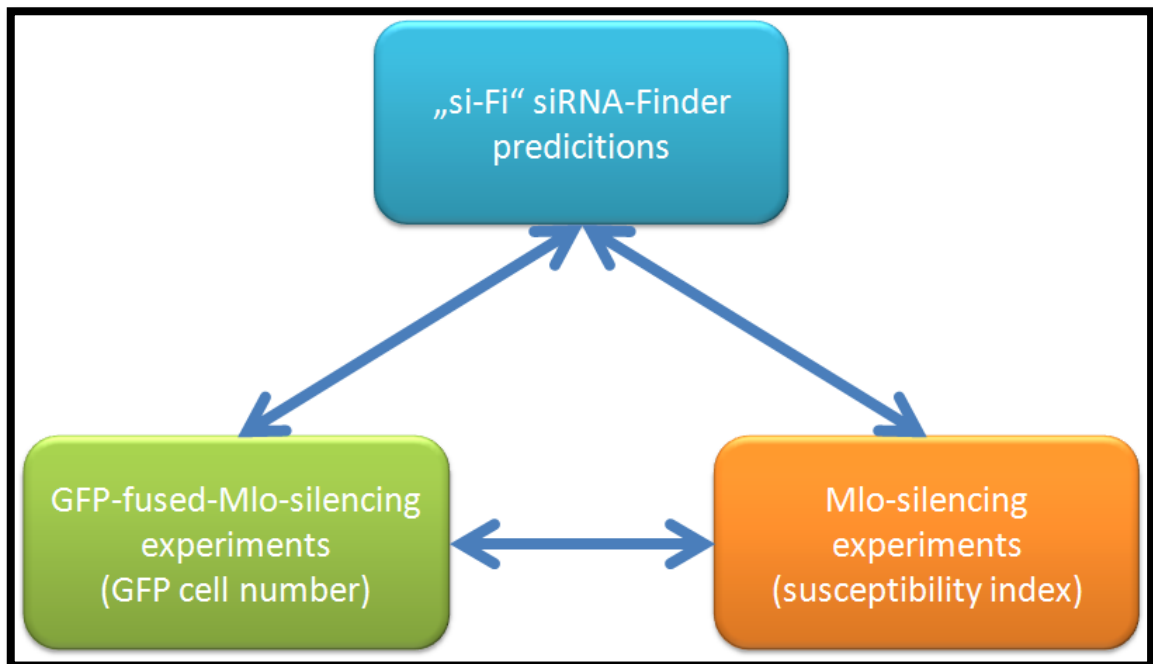 „si-Fi“ siRNA-Finder
predicitions
GFP-fused-Mlo-silencing
experiments
(GFP cell number)
Mlo-silencing
experiments
(susceptibility index)